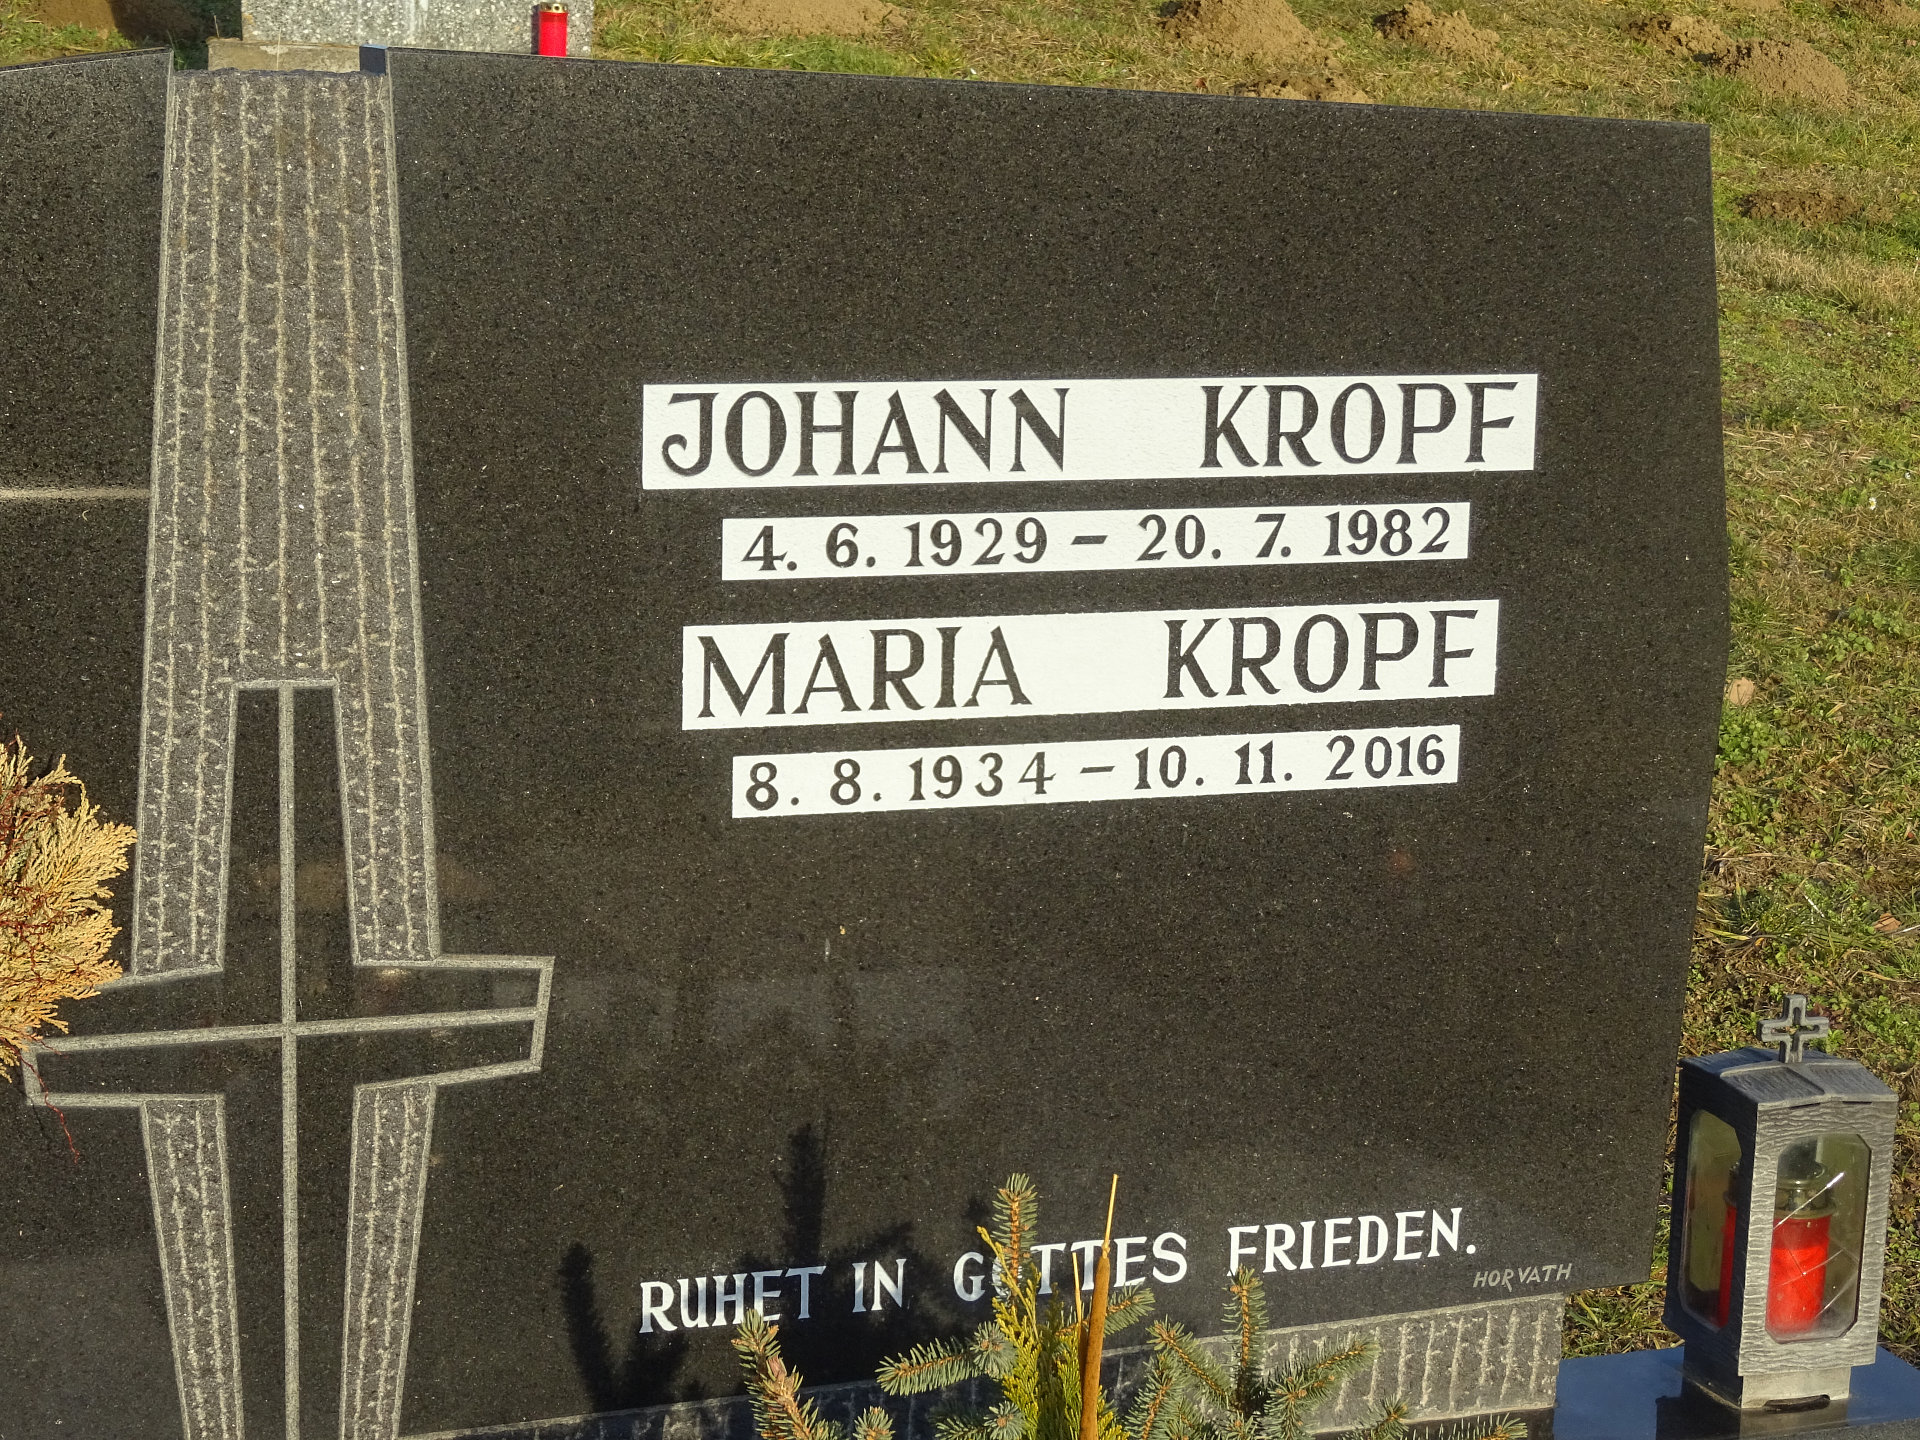 JOHANN KROPF
4. 6. 1929 – 20. 7. 1982
MARIA KROPF
8. 8. 1934 – 10. 11. 2016
RUHET IN GOTTES FRIEDEN.
HORVATH